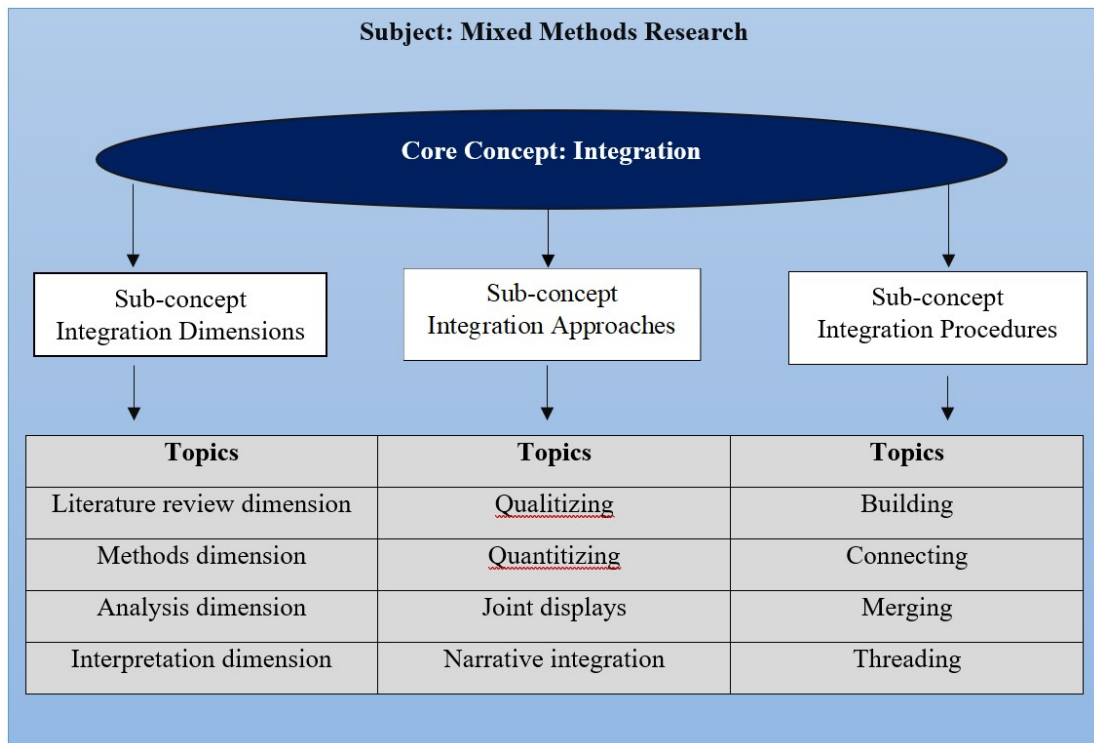 Subject: Mixed Methods Research
Core Concept: Integration
Sub-concept
Integration Dimensions
Sub-concept
Integration Approaches
Sub-concept
Integration Procedures
Topics
Topics
Topics
Literature review dimension
Qualitizing
Building
Methods dimension
Quantitizing
Connecting
Analysis dimension
Joint displays
Merging
Interpretation dimension
Narrative integration
Threading